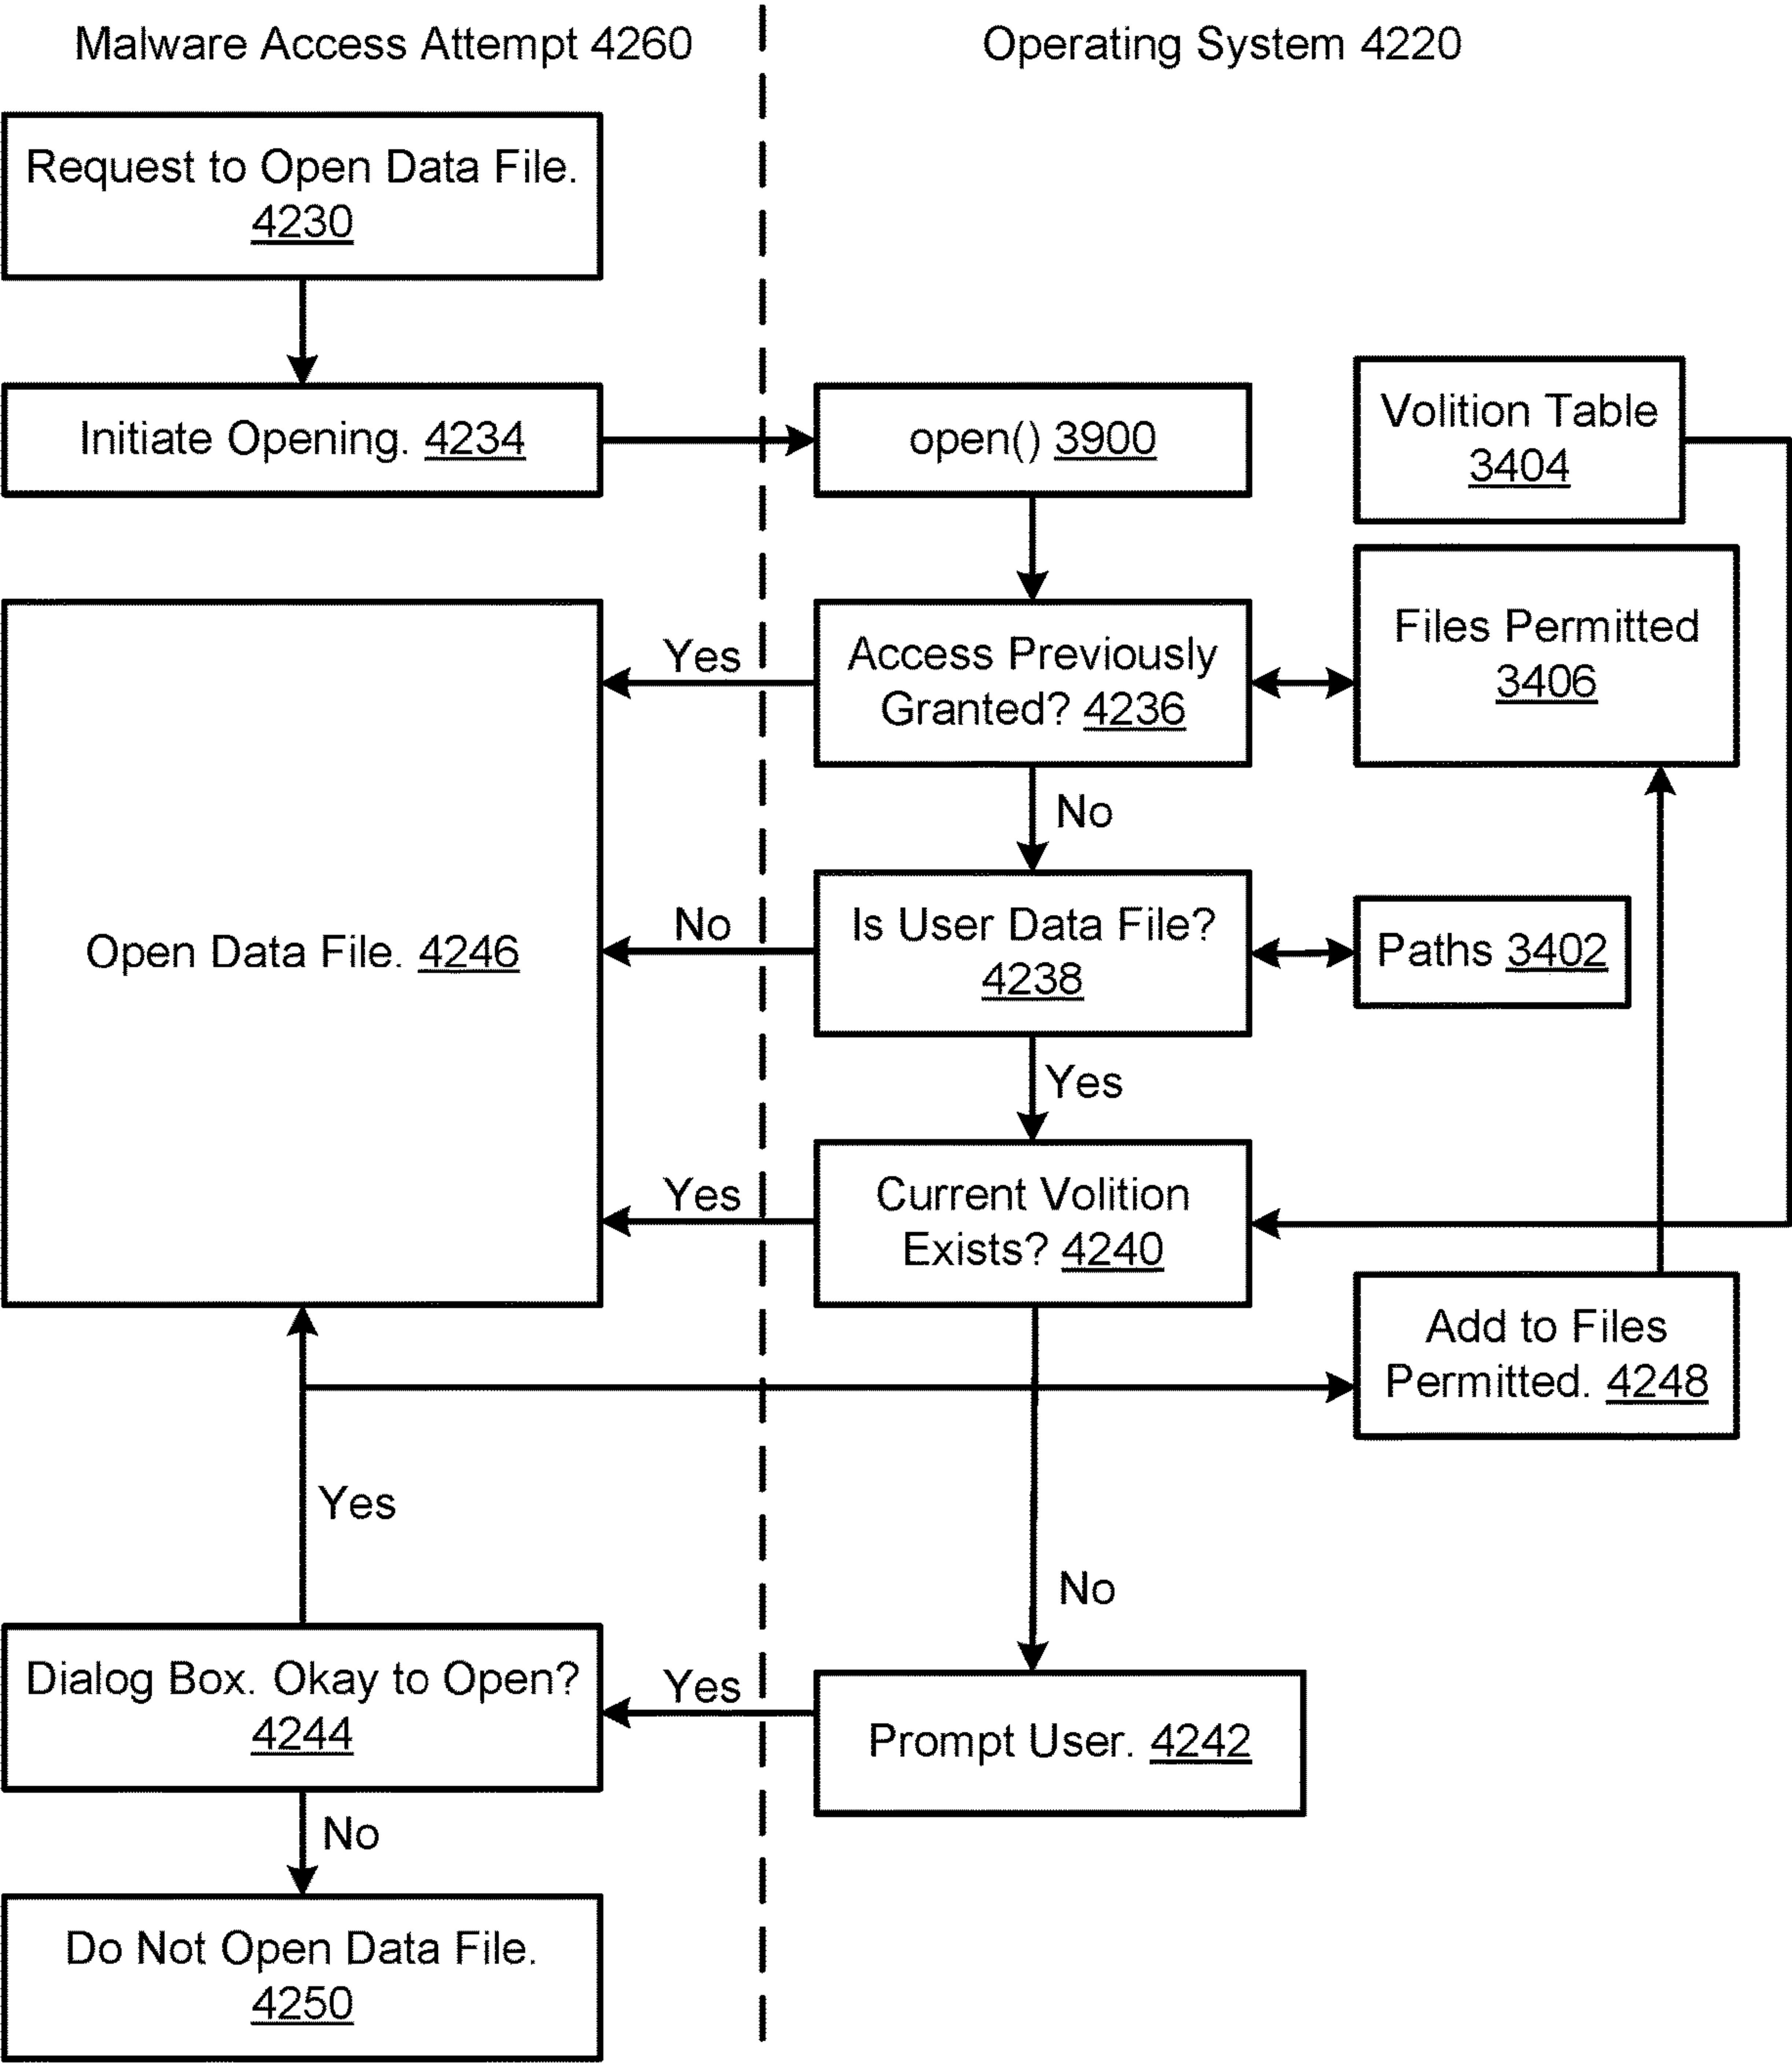 Malware Access Attempt 4260
Operating System 4220
Request to Open Data File.
4230
Initiate Opening. 4234
open() 3900
Volition Table
3404
Files Permitted
3406
Yes
Access Previously
Granted? 4236
No
Open Data File. 4246
No
Is User Data File?
4238
Paths 3402
Yes
Yes
Current Volition
Exists? 4240
Add to Files
Permitted. 4248
Yes
No
Dialog Box. Okay to Open?
4244
Yes
Prompt User. 4242
No
Do Not Open Data File.
4250